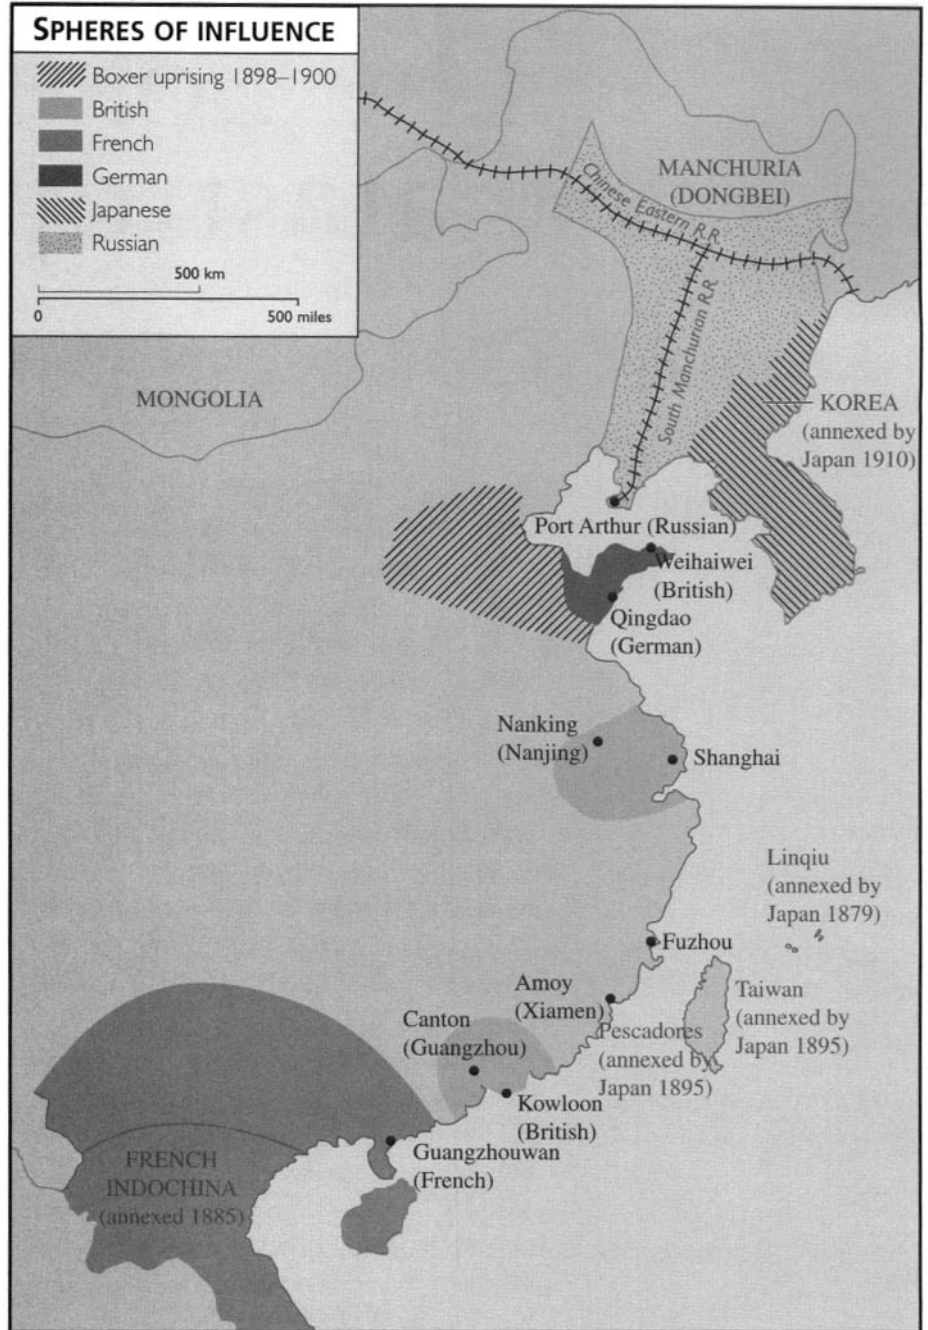 SPHERES OF INFLUENCE
Boxer uprising 1898–1900
British
French
German
Japanese
Russian
500 km
0
500 miles
MANCHURIA
(DONGBEI)
Chinese Eastern R.R.
South Manchurian R.R.
MONGOLIA
KOREA
(annexed by
Japan 1910)
Port Arthur (Russian)
Weihaiwei
(British)
Qingdao
(German)
Nanking
(Nanjing)
Shanghai
Linqiu
(annexed by
Japan 1879)
Fuzhou
Amoy
(Xiamen)
Taiwan
(annexed by
Japan 1895)
Pescadores
(annexed by
Japan 1895)
Canton
(Guangzhou)
Kowloon
(British)
Guangzhouwan
(French)
FRENCH
INDOCHINA
(annexed 1885)